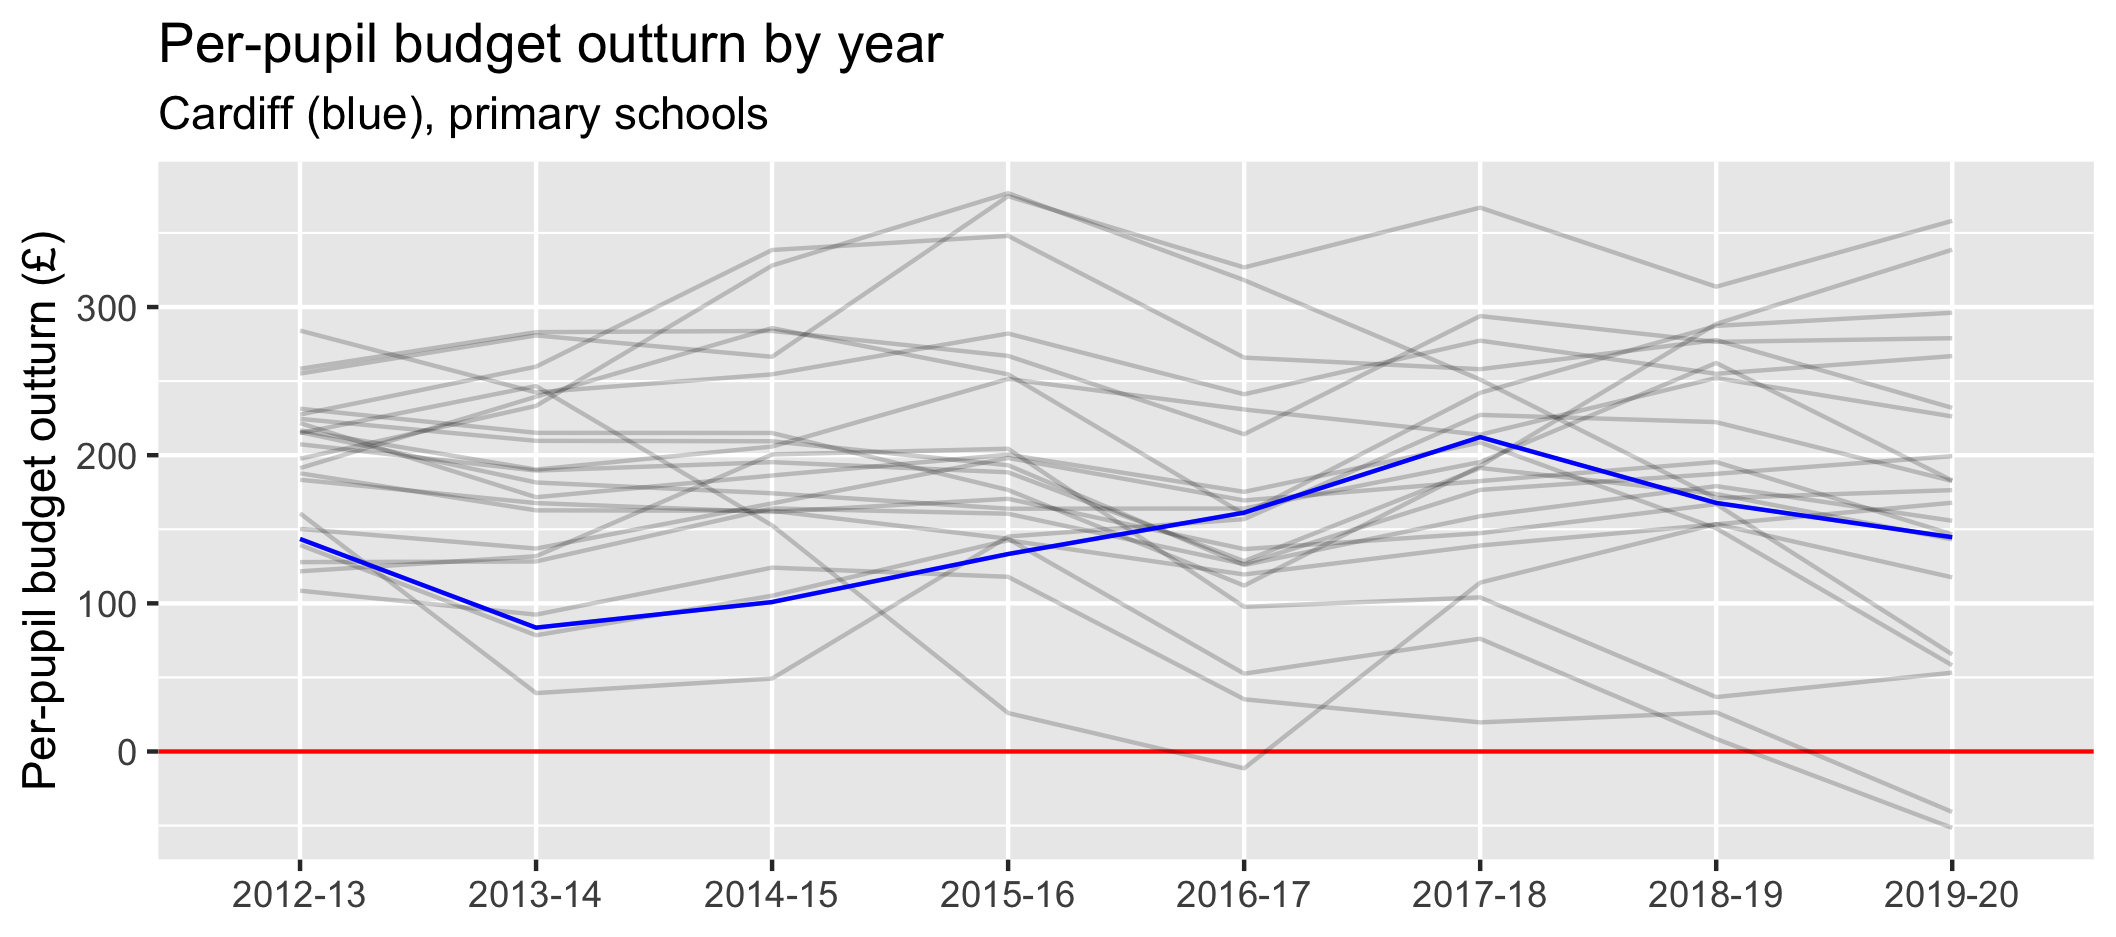 Per-pupil budget outturn by year
Cardiff (blue), primary schools
Per-pupil budget outturn (£)
300
200
100
0
2012-13 2013-14 2014-15 2015-16 2016-17 2017-18 2018-19 2019-20